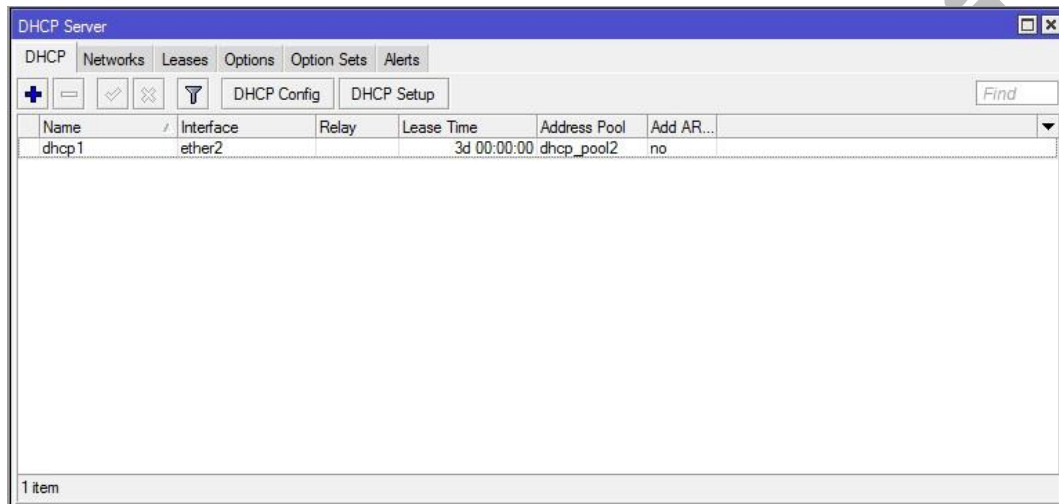 DHCP Server
DHCP Networks Leases Options Option Sets Alerts
DHCP Config DHCP Setup Find
Name Interface Relay Lease Time Address Pool Add AR...
dhcp1 ether2 3d 00:00:00 dhcp_pool2 no
1 item